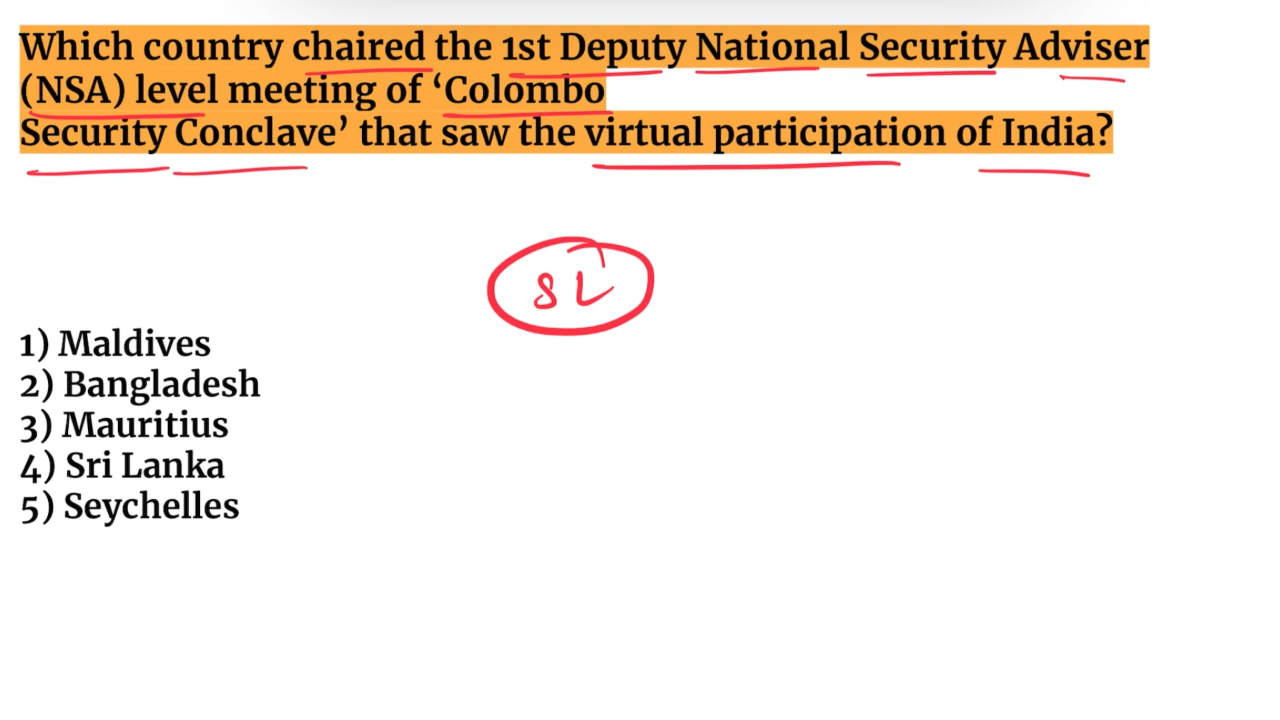 Which country chaired the 1st Deputy National Security Adviser
(NSA) level meeting of ‘Colombo
Security Conclave’ that saw the virtual participation of India?
SL
1) Maldives
2) Bangladesh
3) Mauritius
4) Sri Lanka
5) Seychelles